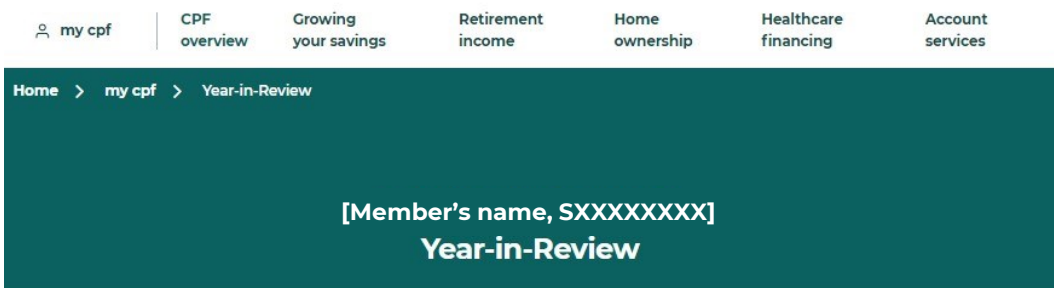 my cpf
CPF
overview
Growing
your savings
Retirement
income
Home
ownership
Healthcare
financing
Account
services
Home > my cpf > Year-in-Review
[Member's name, SXXXXXXXX]
Year-in-Review